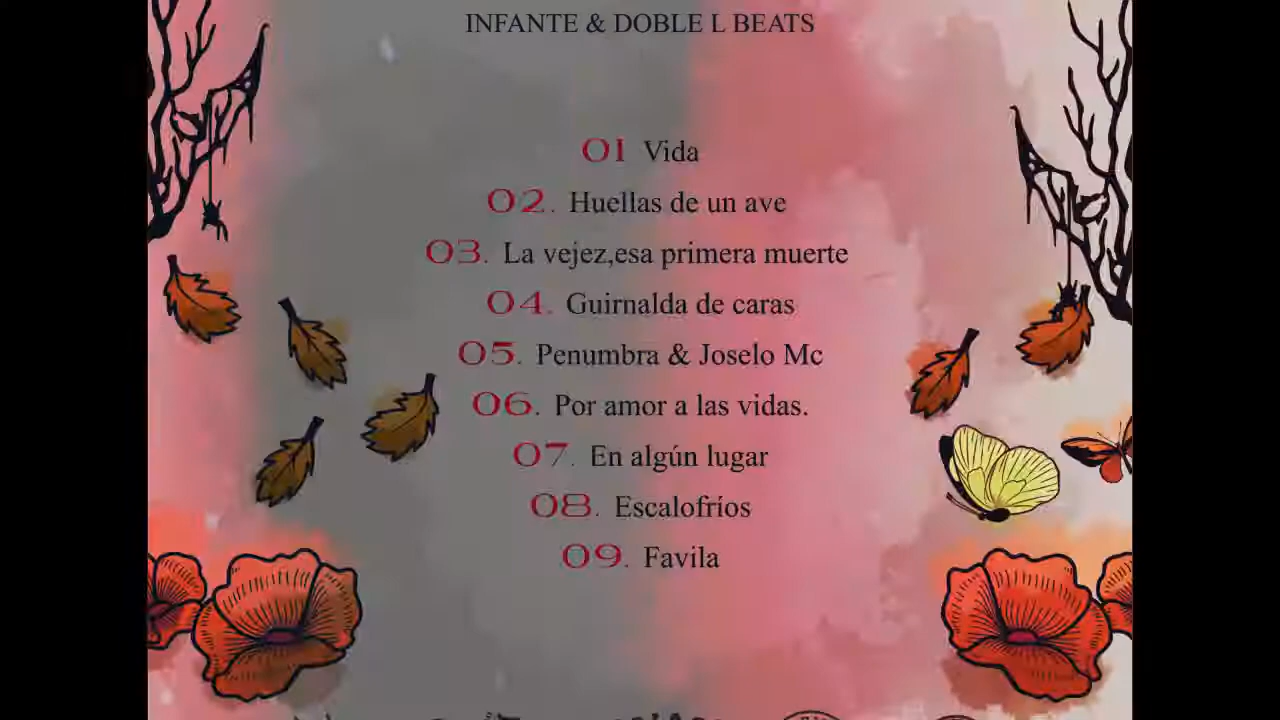 INFANTE & DOBLE L BEATS
01 Vida
02. Huellas de un ave
03. La vejez,esa primera muerte
04. Guirnalda de caras
05. Penumbra & Joselo Mc
06. Por amor a las vidas.
07. En algún lugar
08. Escalofríos
09. Favila